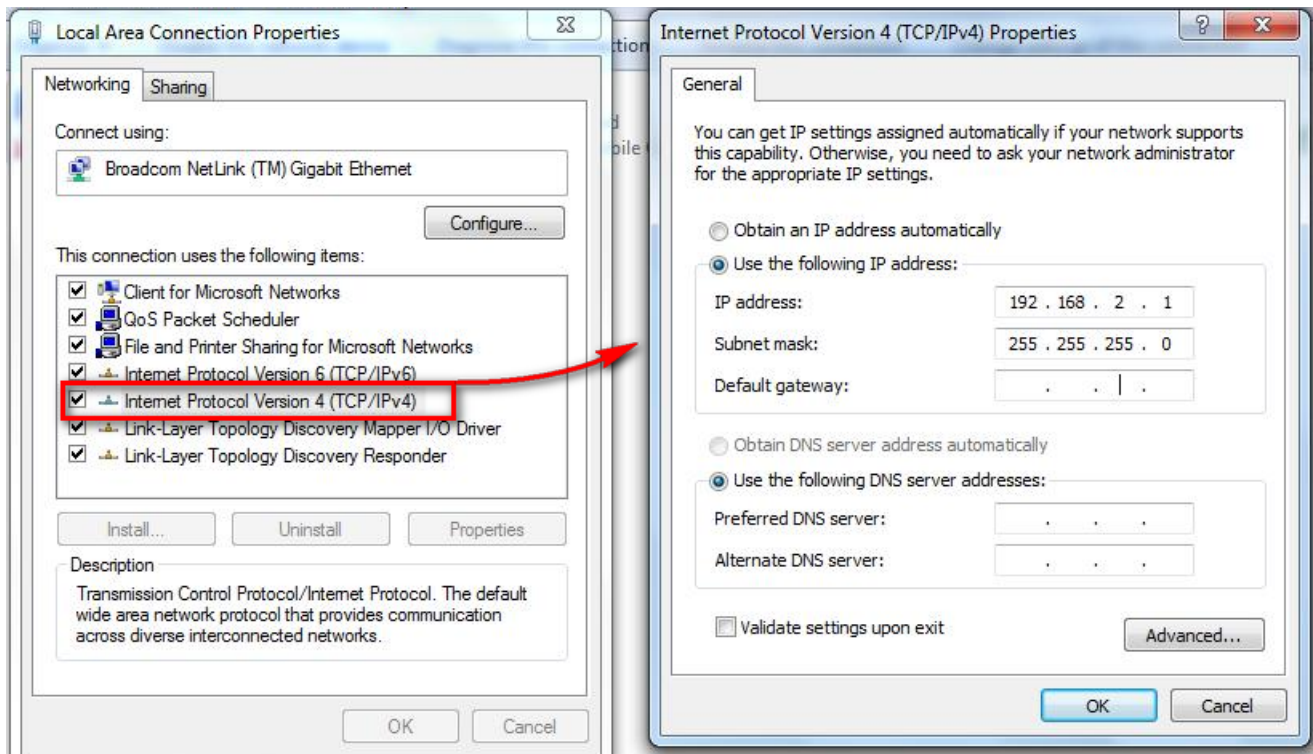 Local Area Connection Properties
Networking
Sharing
Connect using:
Broadcom NetLink (TM) Gigabit Ethernet
Configure...
This connection uses the following items:
Client for Microsoft Networks
QoS Packet Scheduler
File and Printer Sharing for Microsoft Networks
Internet Protocol Version 6 (TCP/IPv6)
Internet Protocol Version 4 (TCP/IPv4)
Link-Layer Topology Discovery Mapper I/O Driver
Link-Layer Topology Discovery Responder
Install...
Uninstall
Properties
Description
Transmission Control Protocol/Internet Protocol. The default
wide area network protocol that provides communication
across diverse interconnected networks.
OK
Cancel
Internet Protocol Version 4 (TCP/IPv4) Properties
General
You can get IP settings assigned automatically if your network supports
this capability. Otherwise, you need to ask your network administrator
for the appropriate IP settings.
Obtain an IP address automatically
Use the following IP address:
IP address:
192 . 168 . 2 . 1
Subnet mask:
255 . 255 . 255 . 0
Default gateway:
. . .
Obtain DNS server address automatically
Use the following DNS server addresses:
Preferred DNS server:
. . .
Alternate DNS server:
. . .
Validate settings upon exit
Advanced...
OK
Cancel